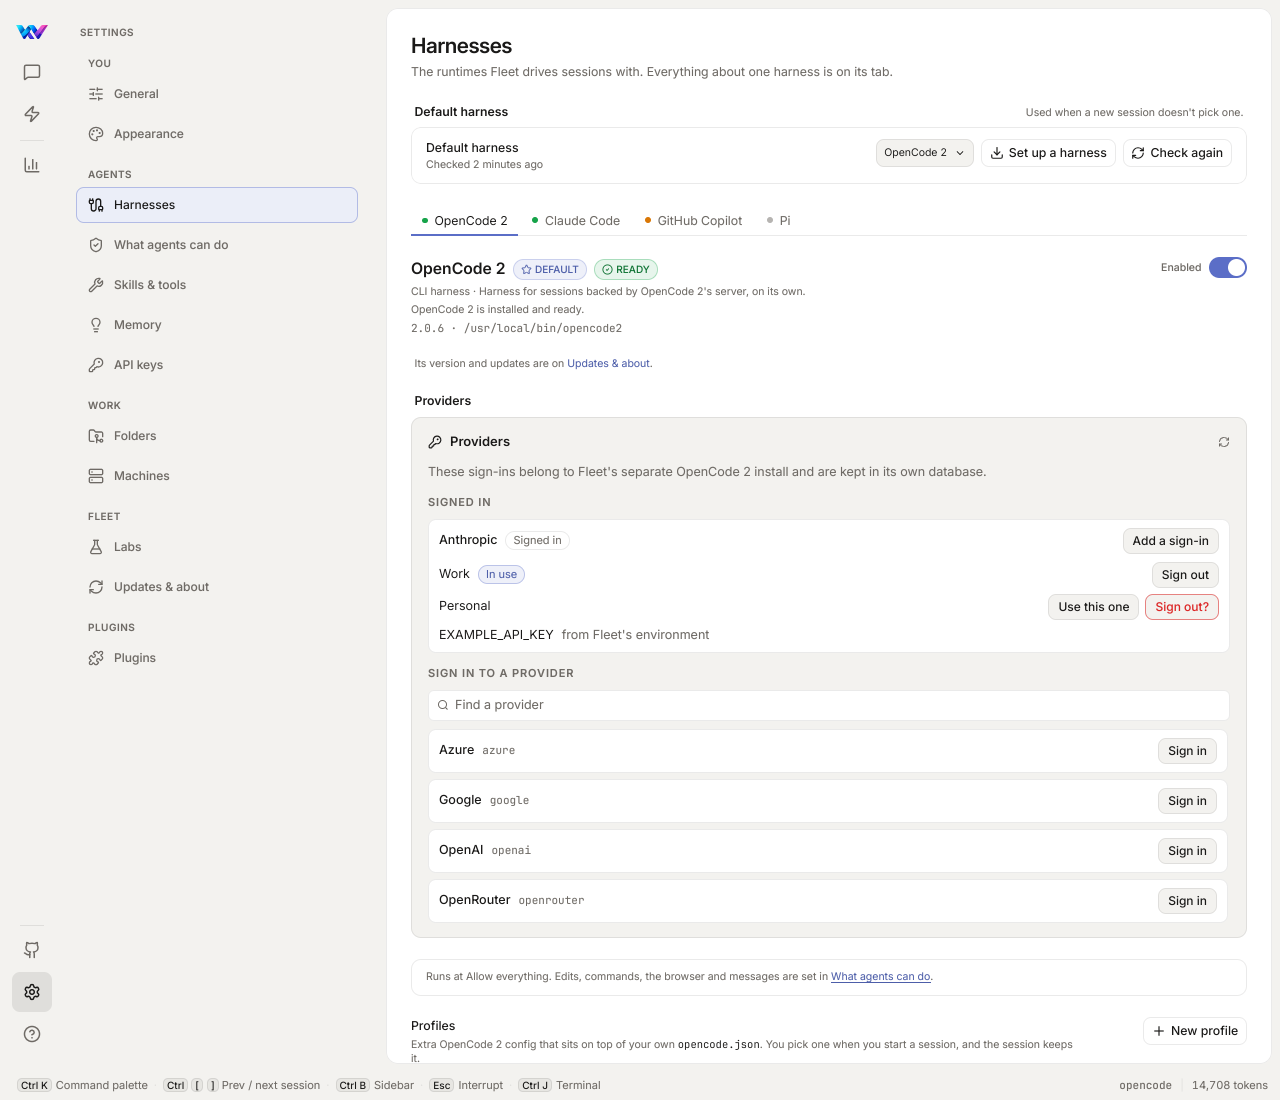 SETTINGS
YOU
General
Appearance
AGENTS
Harnesses
What agents can do
Skills & tools
Memory
API keys
WORK
Folders
Machines
FLEET
Labs
Updates & about
PLUGINS
Plugins
Harnesses
The runtimes Fleet drives sessions with. Everything about one harness is on its tab.
Default harness
Used when a new session doesn't pick one.
Default harness
Checked 2 minutes ago
OpenCode 2
Set up a harness
Check again
OpenCode 2
Claude Code
GitHub Copilot
Pi
OpenCode 2
DEFAULT
READY
Enabled
CLI harness · Harness for sessions backed by OpenCode 2's server, on its own.
OpenCode 2 is installed and ready.
2.0.6 · /usr/local/bin/opencode2
Its version and updates are on Updates & about.
Providers
Providers
These sign-ins belong to Fleet's separate OpenCode 2 install and are kept in its own database.
SIGNED IN
Anthropic
Signed in
Add a sign-in
Work
In use
Sign out
Personal
Use this one
Sign out?
EXAMPLE_API_KEY from Fleet's environment
SIGN IN TO A PROVIDER
Find a provider
Azure azure
Sign in
Google google
Sign in
OpenAI openai
Sign in
OpenRouter openrouter
Sign in
Runs at Allow everything. Edits, commands, the browser and messages are set in What agents can do.
Profiles
New profile
Extra OpenCode 2 config that sits on top of your own opencode.json. You pick one when you start a session, and the session keeps
it.
Ctrl K Command palette
Ctrl [ ] Prev / next session
Ctrl B Sidebar
Esc Interrupt
Ctrl J Terminal
opencode
14,708 tokens